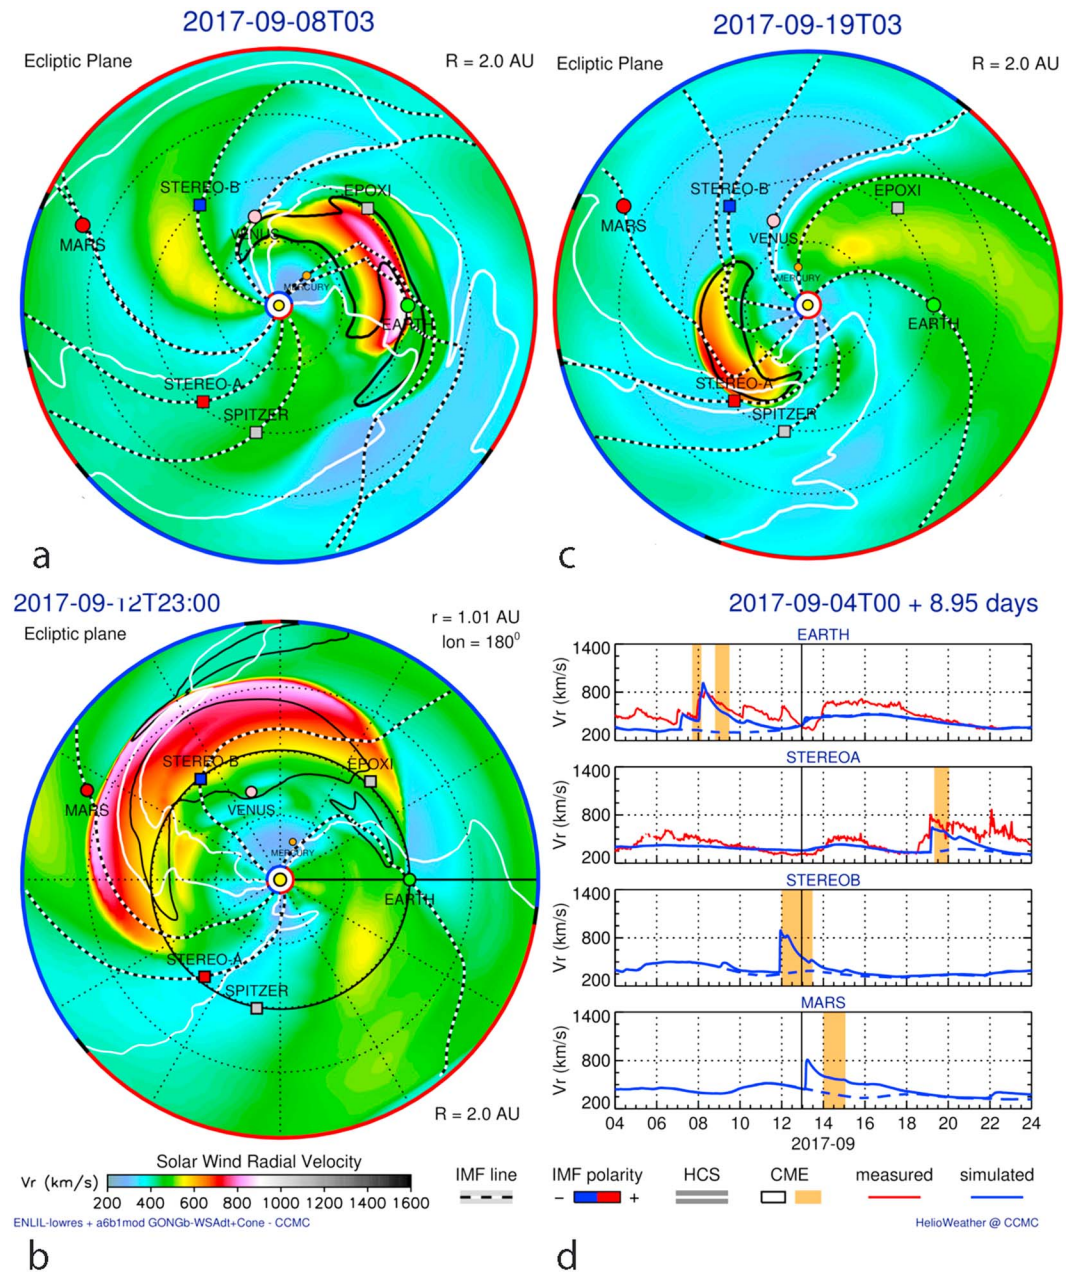 2017-09-08T03
Ecliptic Plane
R = 2.0 AU
STEREO-B
EPOXI
VENUS
MARS
MERCURY
EARTH
STEREO-A
SPITZER
a
2017-09-19T03
Ecliptic Plane
R = 2.0 AU
STEREO-B
EPOXI
MARS
VENUS
MERCURY
EARTH
STEREO-A
SPITZER
c
2017-09-12T23:00
Ecliptic plane
r = 1.01 AU
lon = 180⁰
STEREO-B
EPOXI
MARS
VENUS
MERCURY
EARTH
STEREO-A
SPITZER
R = 2.0 AU
Solar Wind Radial Velocity
Vr (km/s)
200 400 600 800 1000 1200 1400 1600
ENLIL-lowres + a6b1mod GONGb-WSAdt+Cone - CCMC
b
2017-09-04T00 + 8.95 days
EARTH
Vr (km/s)
1400
800
200
STEREOA
Vr (km/s)
1400
800
200
STEREOB
Vr (km/s)
1400
800
200
MARS
Vr (km/s)
1400
800
200
04 06 08 10 12 14 16 18 20 22 24
2017-09
IMF line
IMF polarity
- +
HCS
CME
measured
simulated
HelioWeather @ CCMC
d